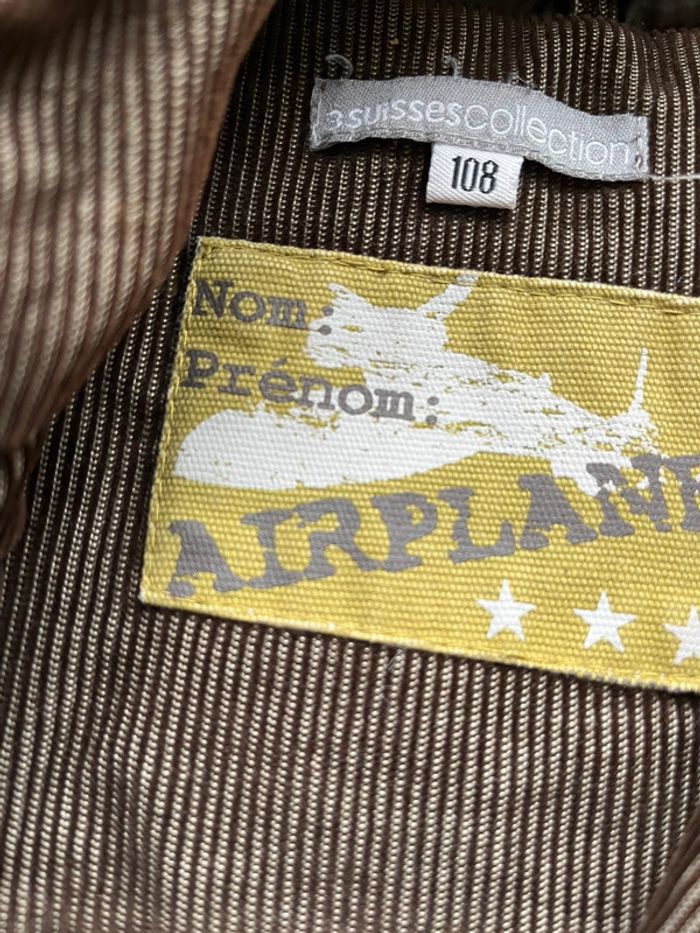 3suissescollection
108
Nom:
Prénom:
AIRPLANE